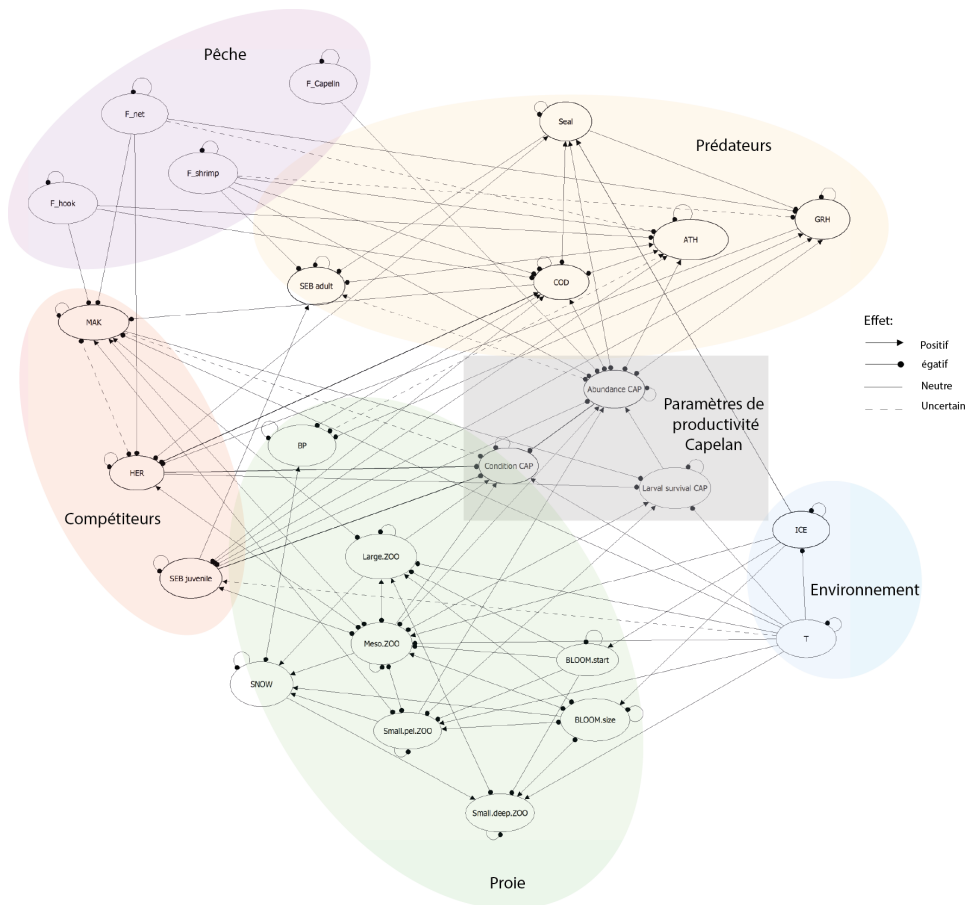 Pêche
F_Capelin
F_net
Seal
Prédateurs
F_shrimp
F_hook
GRH
ATH
SEB adult
COD
MAK
Effet:
Positif
égatif
Neutre
Uncertain
Abundance CAP
Paramètres de
productivité
Capelan
BP
HER
Condition CAP
Larval survival CAP
Compétiteurs
ICE
Large.ZOO
SEB juvenile
Environnement
T
Meso.ZOO
BLOOM.start
SNOW
BLOOM.size
Small.pel.ZOO
Small.deep.ZOO
Proie